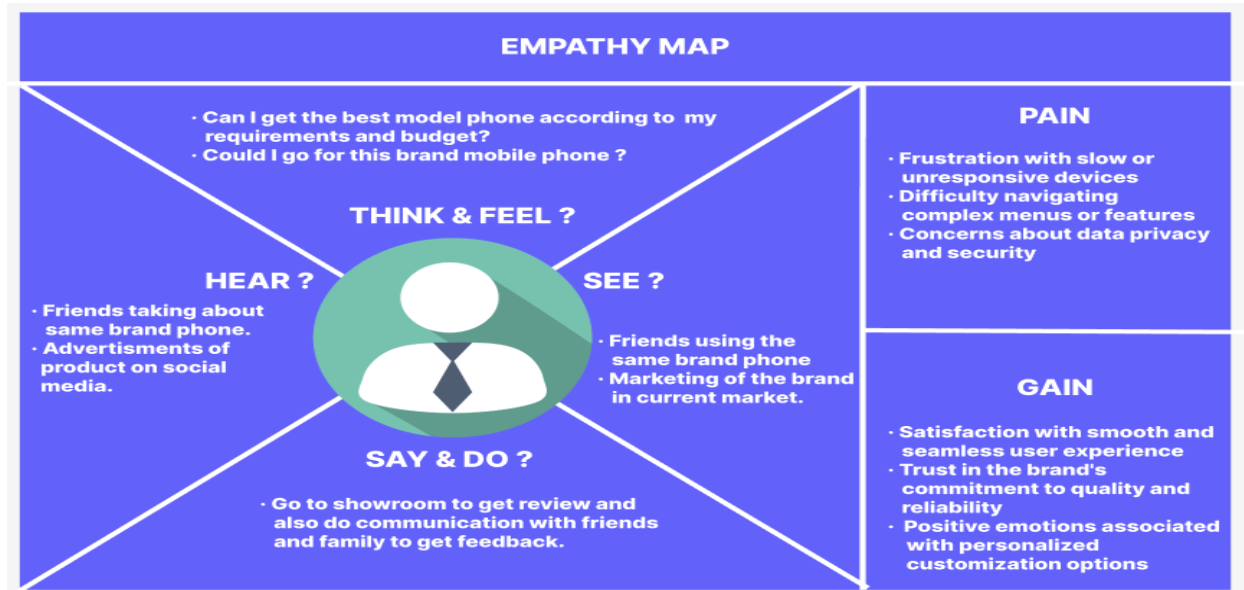 EMPATHY MAP
· Can I get the best model phone according to my
requirements and budget?
· Could I go for this brand mobile phone ?
THINK & FEEL ?
HEAR ?
· Friends taking about
same brand phone.
· Advertisments of
product on social
media.
SEE ?
· Friends using the
same brand phone
· Marketing of the brand
in current market.
SAY & DO ?
· Go to showroom to get review and
also do communication with friends
and family to get feedback.
PAIN
· Frustration with slow or
unresponsive devices
· Difficulty navigating
complex menus or features
· Concerns about data privacy
and security
GAIN
· Satisfaction with smooth and
seamless user experience
· Trust in the brand's
commitment to quality and
reliability
· Positive emotions associated
with personalized
customization options